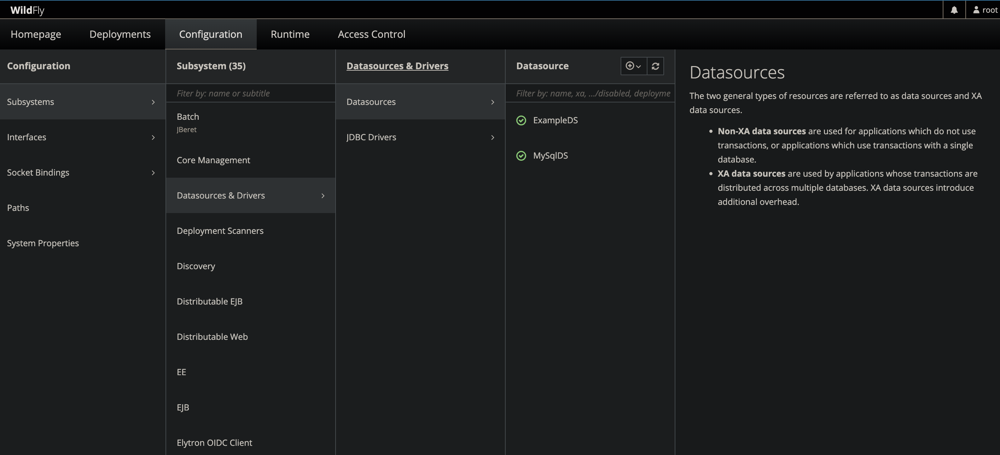 WildFly
root
Homepage
Deployments
Configuration
Runtime
Access Control
Configuration
Subsystems
Interfaces
Socket Bindings
Paths
System Properties
Subsystem (35)
Fiter by: name or subtitle
Batch
JBeret
Core Management
Datasources & Drivers
Deployment Scanners
Discovery
Distributable EJB
Distributable Web
EE
EJB
Elytron OIDC Client
Datasources & Drivers
Datasources
JDBC Drivers
Datasource
Filter by: name, xa, .../disabled, deployme
ExampleDS
MySqlDS
Datasources
The two general types of resources are referred to as data sources and XA
data sources.
• Non-XA data sources are used for applications which do not use
transactions, or applications which use transactions with a single
database.
• XA data sources are used by applications whose transactions are
distributed across multiple databases. XA data sources introduce
additional overhead.